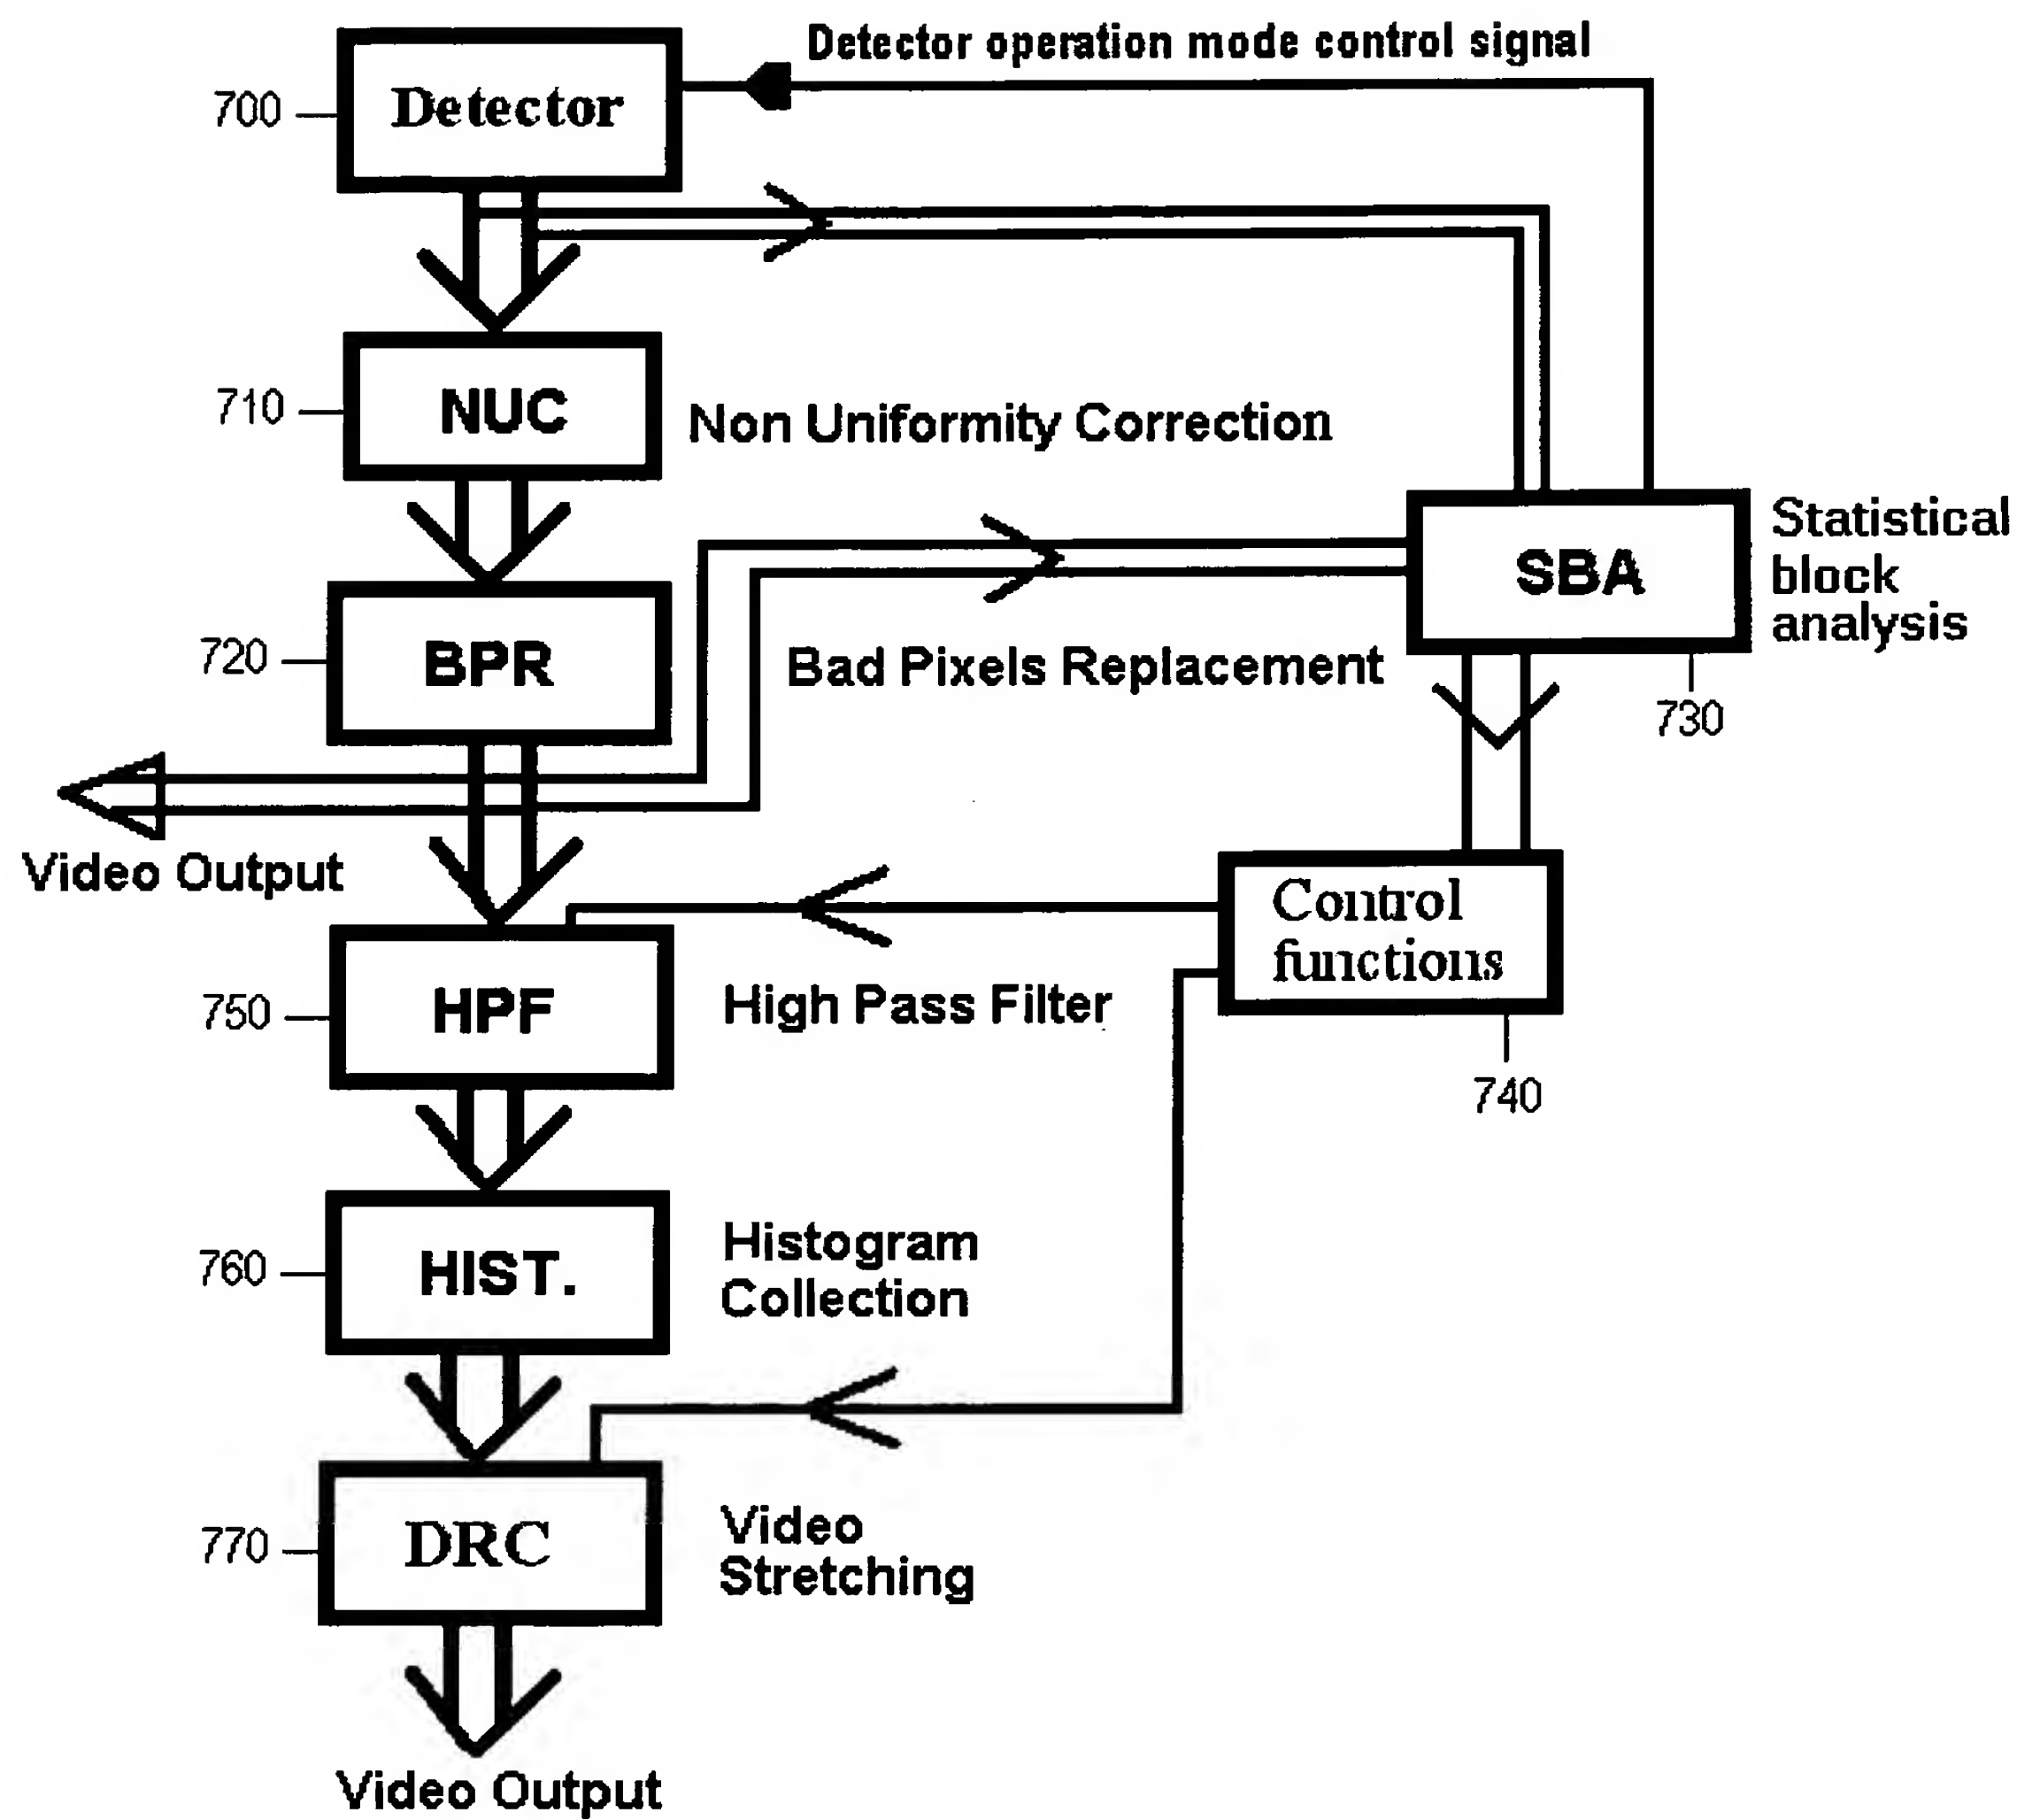 Detector operation mode control signal
700
Detector
710
NUC
Non Uniformity Correction
Statistical
block
analysis
SBA
720
BPR
Bad Pixels Replacement
730
Video Output
Control
functions
750
HPF
High Pass Filter
740
760
HIST.
Histogram
Collection
770
DRC
Video
Stretching
Video Output